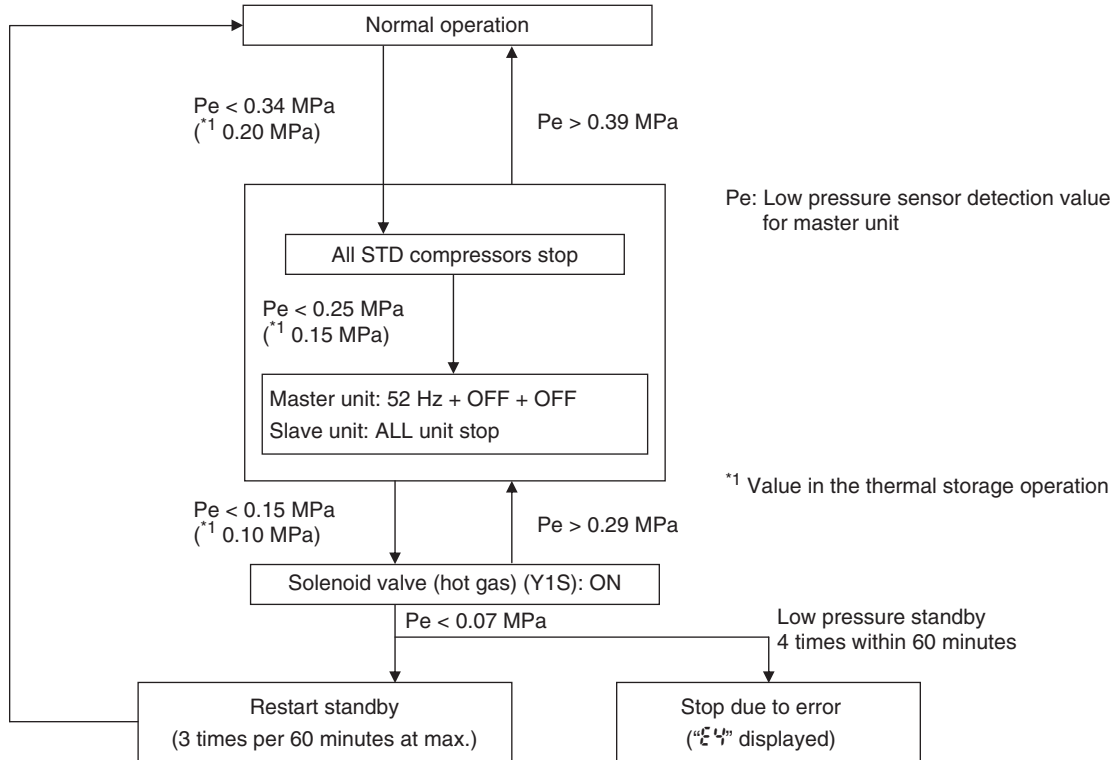 Normal operation
Pe < 0.34 MPa
(*1 0.20 MPa)
Pe > 0.39 MPa
Pe: Low pressure sensor detection value
for master unit
All STD compressors stop
Pe < 0.25 MPa
(*1 0.15 MPa)
Master unit: 52 Hz + OFF + OFF
Slave unit: ALL unit stop
*1 Value in the thermal storage operation
Pe < 0.15 MPa
(*1 0.10 MPa)
Pe > 0.29 MPa
Solenoid valve (hot gas) (Y1S): ON
Pe < 0.07 MPa
Low pressure standby
4 times within 60 minutes
Restart standby
(3 times per 60 minutes at max.)
Stop due to error
(“E4” displayed)